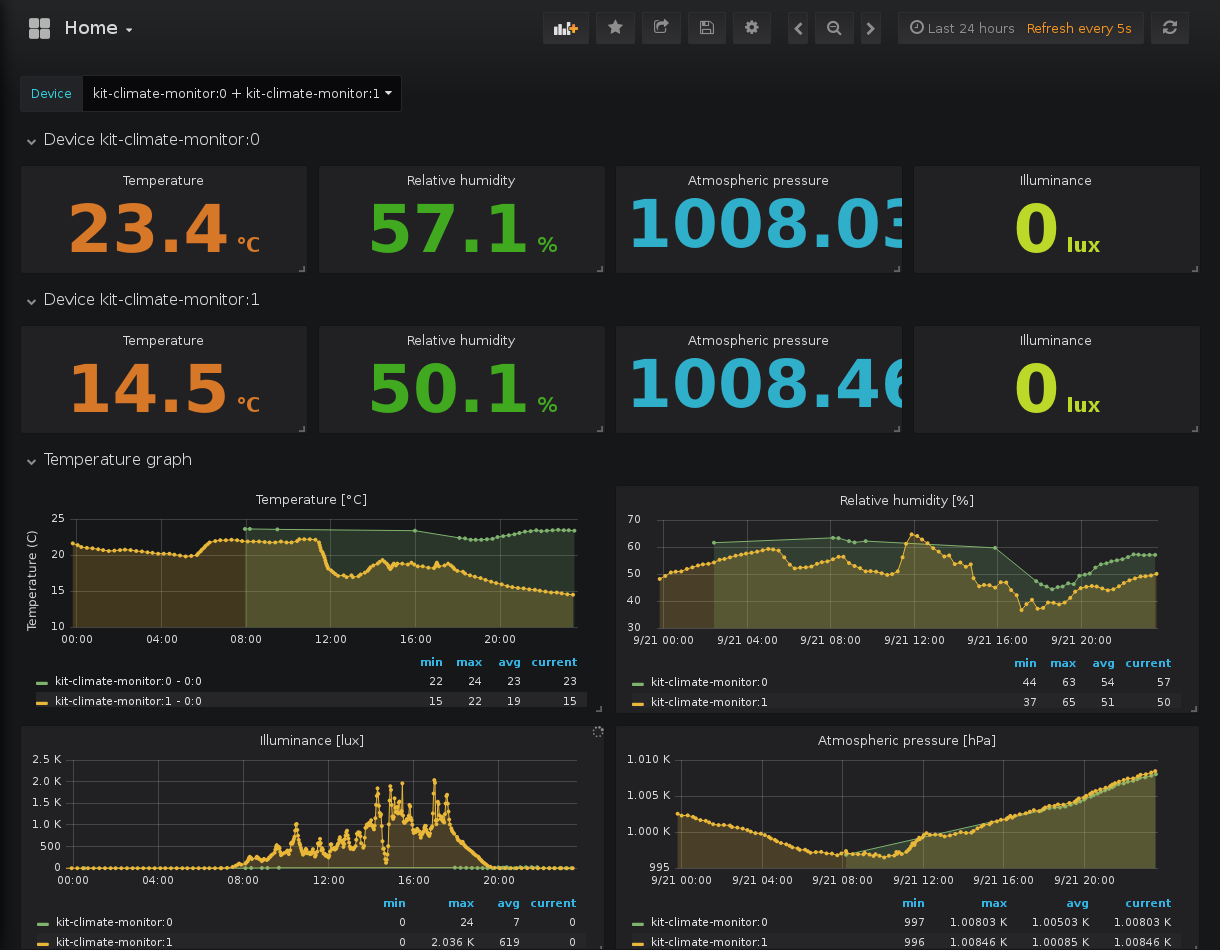 Home
Last 24 hours Refresh every 5s
Device kit-climate-monitor:0 + kit-climate-monitor:1
Device kit-climate-monitor:0
Temperature Relative humidity Atmospheric pressure Illuminance
23.4 °C 57.1 % 1008.03 0 lux
Device kit-climate-monitor:1
Temperature Relative humidity Atmospheric pressure Illuminance
14.5 °C 50.1 % 1008.46 0 lux
Temperature graph
Temperature [°C]
Temperature (C)
25
20
15
10
00:00 04:00 08:00 12:00 16:00 20:00
min max avg current
kit-climate-monitor:0 - 0:0 22 24 23 23
kit-climate-monitor:1 - 0:0 15 22 19 15
Relative humidity [%]
70
60
50
40
30
9/21 00:00 9/21 04:00 9/21 08:00 9/21 12:00 9/21 16:00 9/21 20:00
min max avg current
kit-climate-monitor:0 44 63 54 57
kit-climate-monitor:1 37 65 51 50
Illuminance [lux]
2.5 K
2.0 K
1.5 K
1.0 K
500
0
00:00 04:00 08:00 12:00 16:00 20:00
min max avg current
kit-climate-monitor:0 0 24 7 0
kit-climate-monitor:1 0 2.036 K 619 0
Atmospheric pressure [hPa]
1.010 K
1.005 K
1.000 K
995
9/21 00:00 9/21 04:00 9/21 08:00 9/21 12:00 9/21 16:00 9/21 20:00
min max avg current
kit-climate-monitor:0 997 1.00803 K 1.00503 K 1.00803 K
kit-climate-monitor:1 996 1.00846 K 1.00085 K 1.00846 K